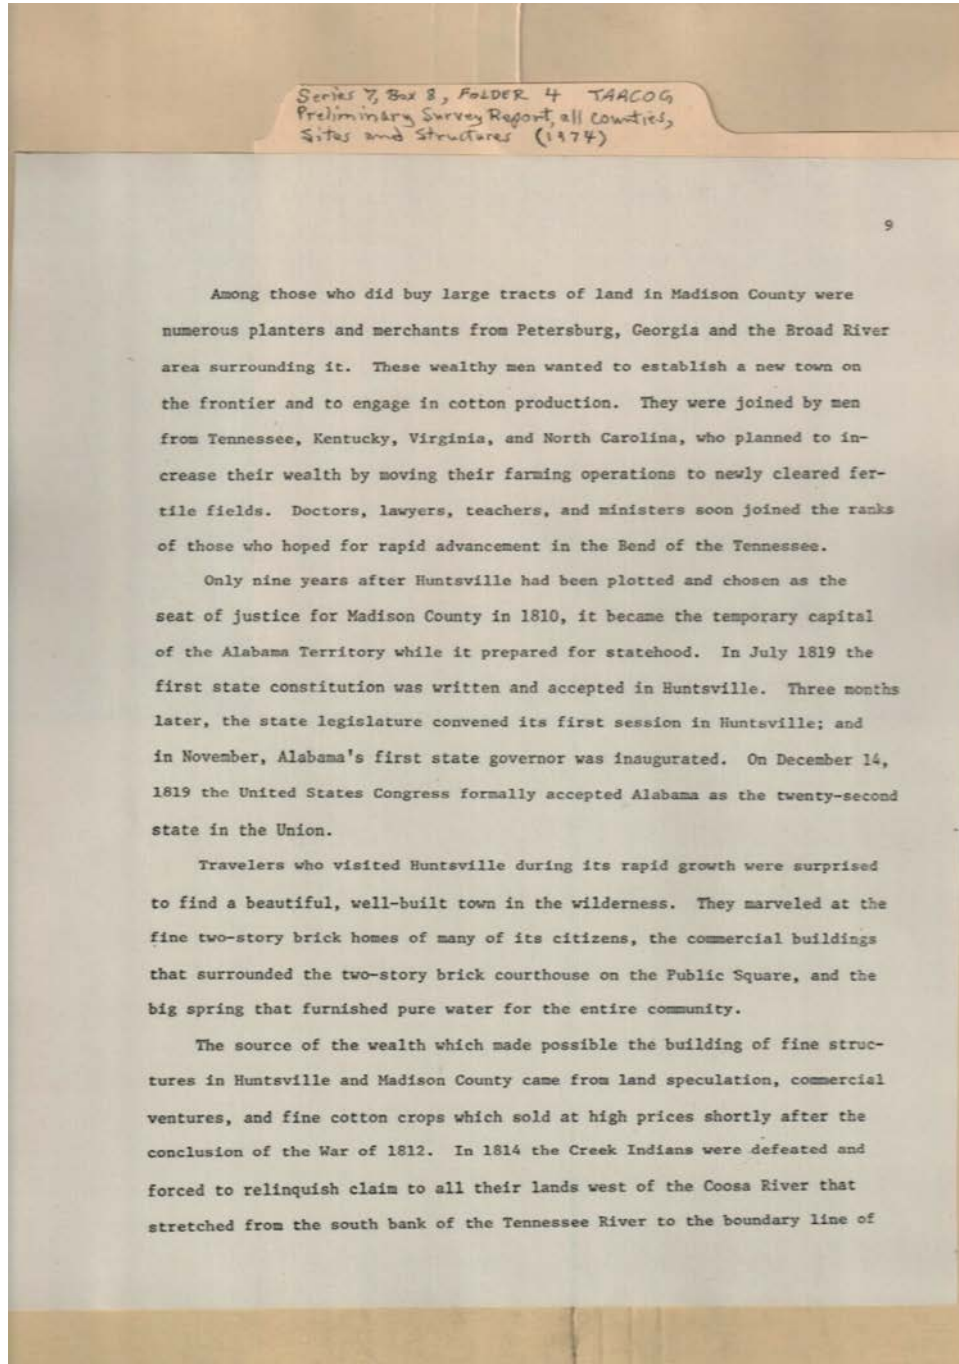 Series 7, Box 8, FOLDER 4 TARCOG
Preliminary Survey Report, all counties,
Sites and Structures (1974)
9
Among those who did buy large tracts of land in Madison County were
numerous planters and merchants from Petersburg, Georgia and the Broad River
area surrounding it. These wealthy men wanted to establish a new town on
the frontier and to engage in cotton production. They were joined by men
from Tennessee, Kentucky, Virginia, and North Carolina, who planned to in-
crease their wealth by moving their farming operations to newly cleared fer-
tile fields. Doctors, lawyers, teachers, and ministers soon joined the ranks
of those who hoped for rapid advancement in the Bend of the Tennessee.
Only nine years after Huntsville had been plotted and chosen as the
seat of justice for Madison County in 1810, it became the temporary capital
of the Alabama Territory while it prepared for statehood. In July 1819 the
first state constitution was written and accepted in Huntsville. Three months
later, the state legislature convened its first session in Huntsville; and
in November, Alabama's first state governor was inaugurated. On December 14,
1819 the United States Congress formally accepted Alabama as the twenty-second
state in the Union.
Travelers who visited Huntsville during its rapid growth were surprised
to find a beautiful, well-built town in the wilderness. They marveled at the
fine two-story brick homes of many of its citizens, the commercial buildings
that surrounded the two-story brick courthouse on the Public Square, and the
big spring that furnished pure water for the entire community.
The source of the wealth which made possible the building of fine struc-
tures in Huntsville and Madison County came from land speculation, commercial
ventures, and fine cotton crops which sold at high prices shortly after the
conclusion of the War of 1812. In 1814 the Creek Indians were defeated and
forced to relinquish claim to all their lands west of the Coosa River that
stretched from the south bank of the Tennessee River to the boundary line of